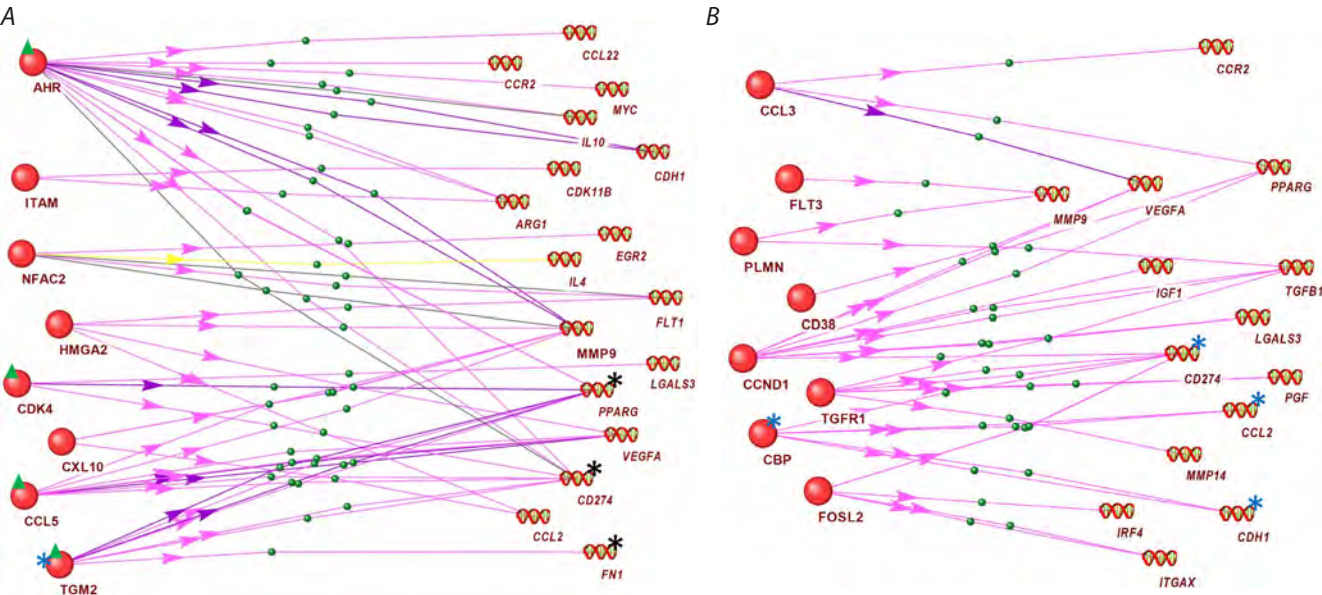 A
B
AHR
ITAM
NFAC2
HMGA2
CDK4
CXL10
CCL5
TGM2
CCL22
CCR2
MYC
IL10
CDH1
CDK11B
ARG1
EGR2
IL4
FLT1
MMP9
LGALS3
PPARG
VEGFA
CD274
CCL2
FN1
CCL3
FLT3
PLMN
CD38
CCND1
TGFR1
CBP
FOSL2
CCR2
PPARG
VEGFA
MMP9
IGF1
TGFB1
LGALS3
CD274
PGF
CCL2
MMP14
IRF4
CDH1
ITGAX